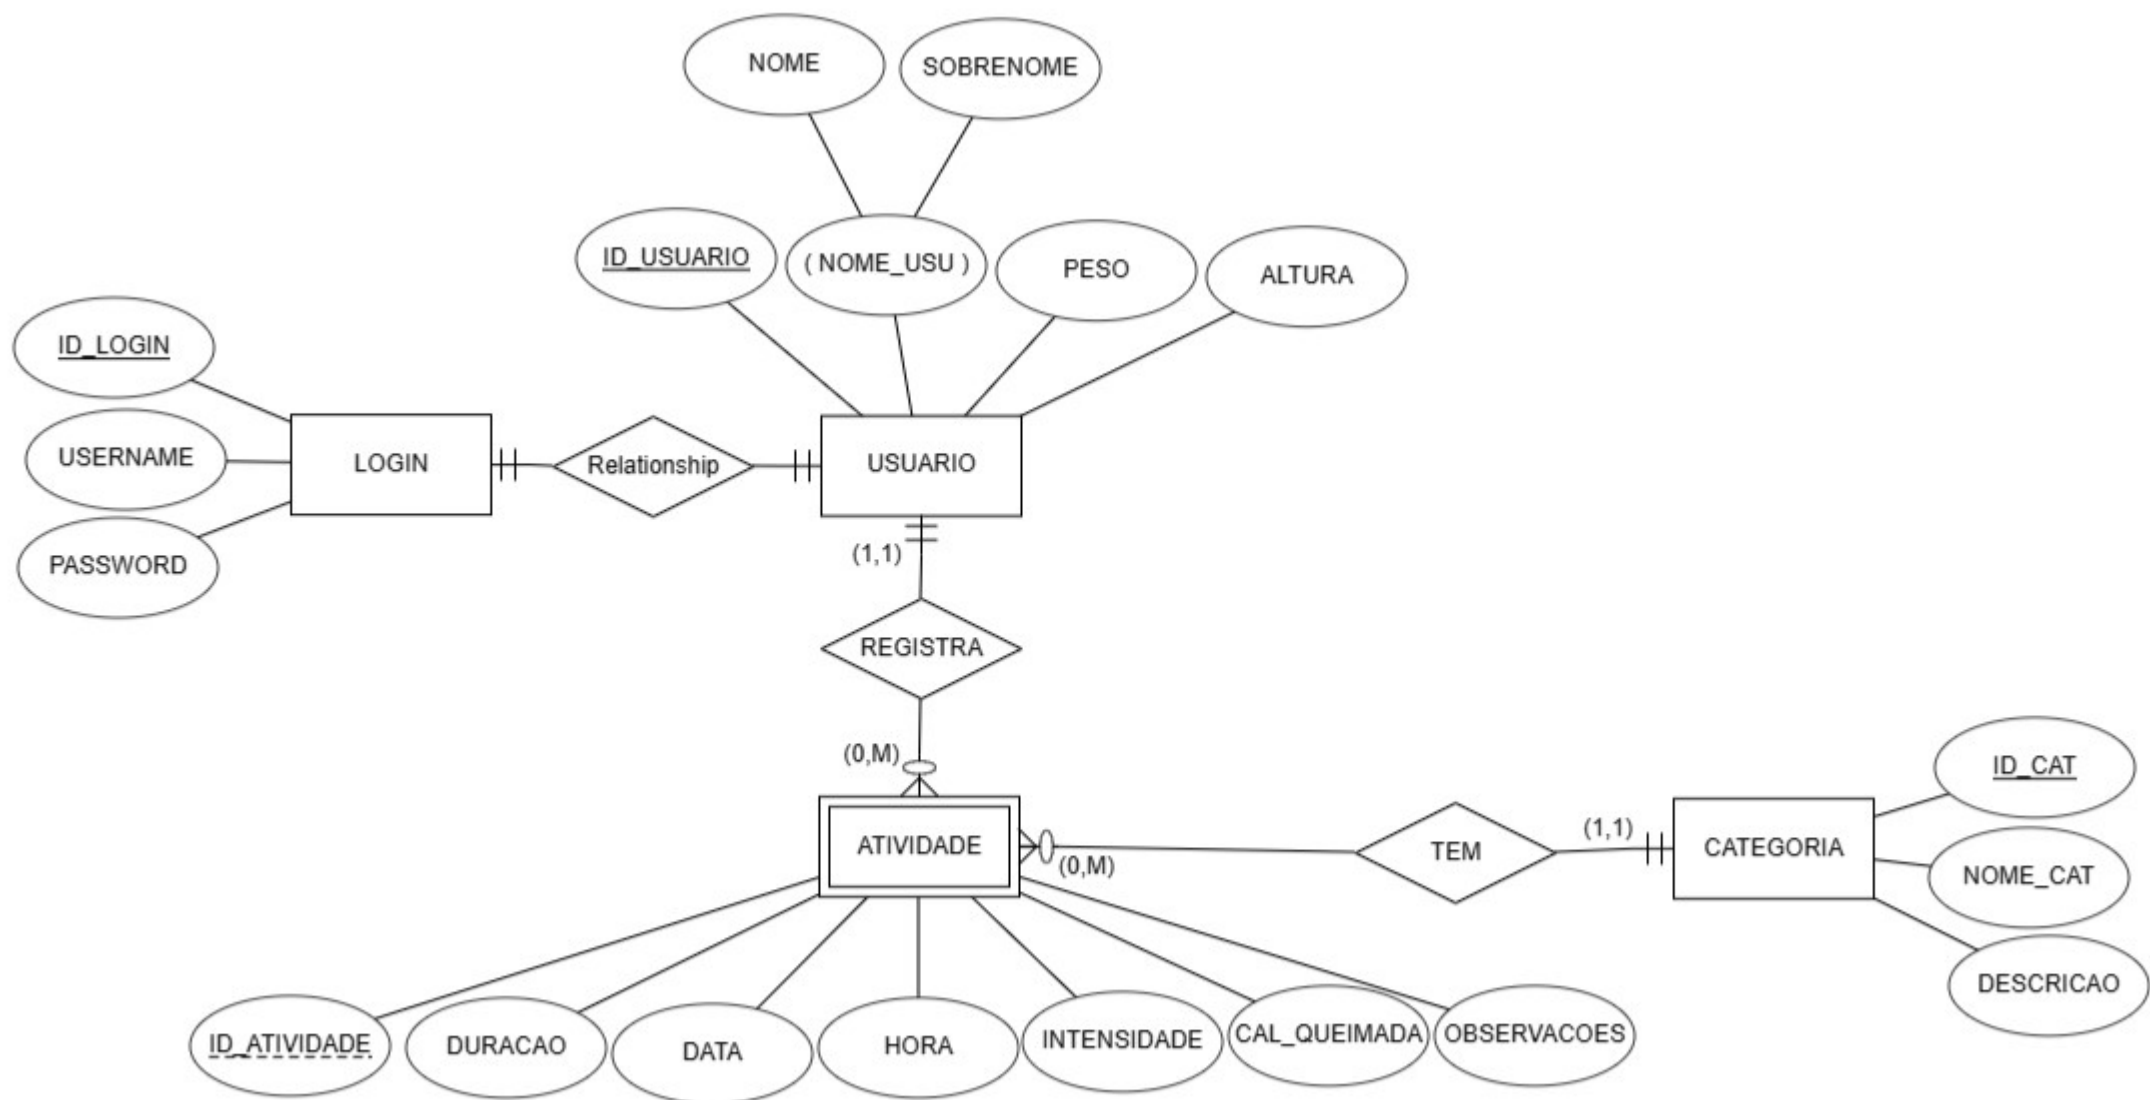 NOME
SOBRENOME
ID_USUARIO
( NOME_USU )
PESO
ALTURA
ID_LOGIN
USERNAME
PASSWORD
LOGIN
Relationship
USUARIO
(1,1)
REGISTRA
(0,M)
ATIVIDADE
(0,M)
TEM
(1,1)
CATEGORIA
ID_CAT
NOME_CAT
DESCRICAO
ID_ATIVIDADE
DURACAO
DATA
HORA
INTENSIDADE
CAL_QUEIMADA
OBSERVACOES